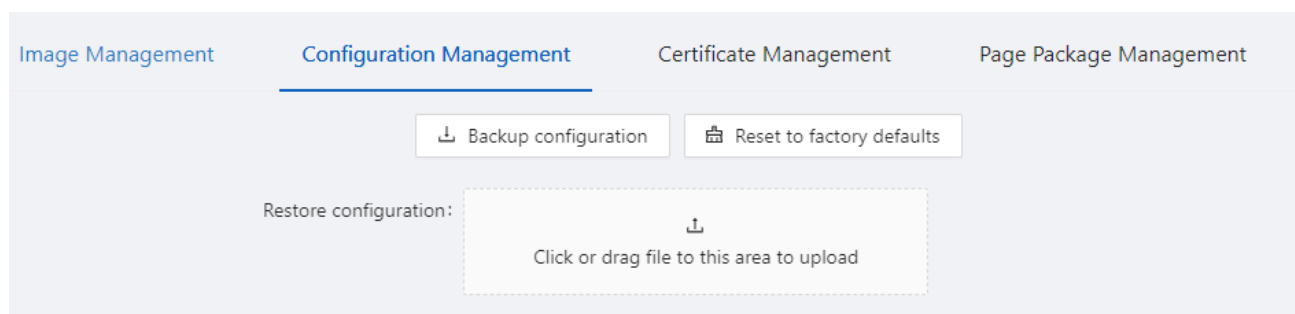 Image Management Configuration Management Certificate Management Page Package Management
Backup configuration Reset to factory defaults
Restore configuration:
Click or drag file to this area to upload